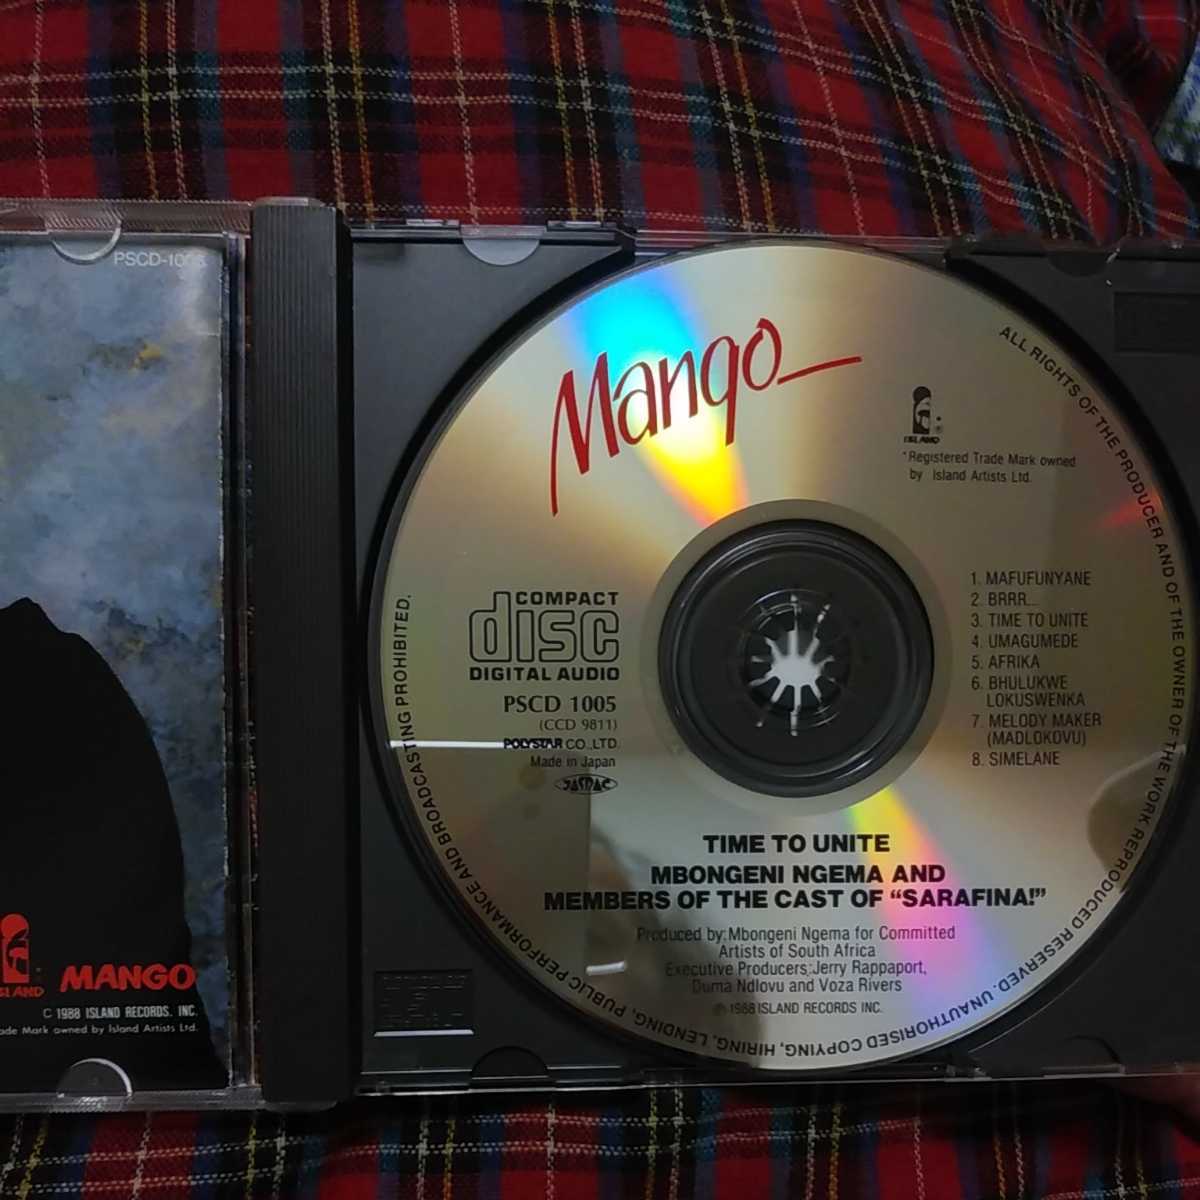 PSCD-1005
ISLAND
MANGO
© 1988 ISLAND RECORDS. INC.
ade Mark owned by Island Artists Ltd.
Mango
ISLAND
*Registered Trade Mark owned
by Island Artists Ltd.
COMPACT
disc
DIGITAL AUDIO
PSCD 1005
(CCD 9811)
POLYSTAR CO.,LTD.
Made in Japan
JASRAC
1. MAFUFUNYANE
2. BRRR...
3. TIME TO UNITE
4. UMAGUMEDE
5. AFRIKA
6. BHULUKWE
LOKUSWENKA
7. MELODY MAKER
(MADLOKOVU)
8. SIMELANE
TIME TO UNITE
MBONGENI NGEMA AND
MEMBERS OF THE CAST OF “SARAFINA!”
Produced by:Mbongeni Ngema for Committed
Artists of South Africa
Executive Producers:Jerry Rappaport,
Duma Ndlovu and Voza Rivers
℗ 1988 ISLAND RECORDS INC.
ALL RIGHTS OF THE PRODUCER AND OF THE OWNER OF THE WORK REPRODUCED RESERVED. UNAUTHORISED COPYING, HIRING, LENDING, PUBLIC PERFORMANCE AND BROADCASTING PROHIBITED.